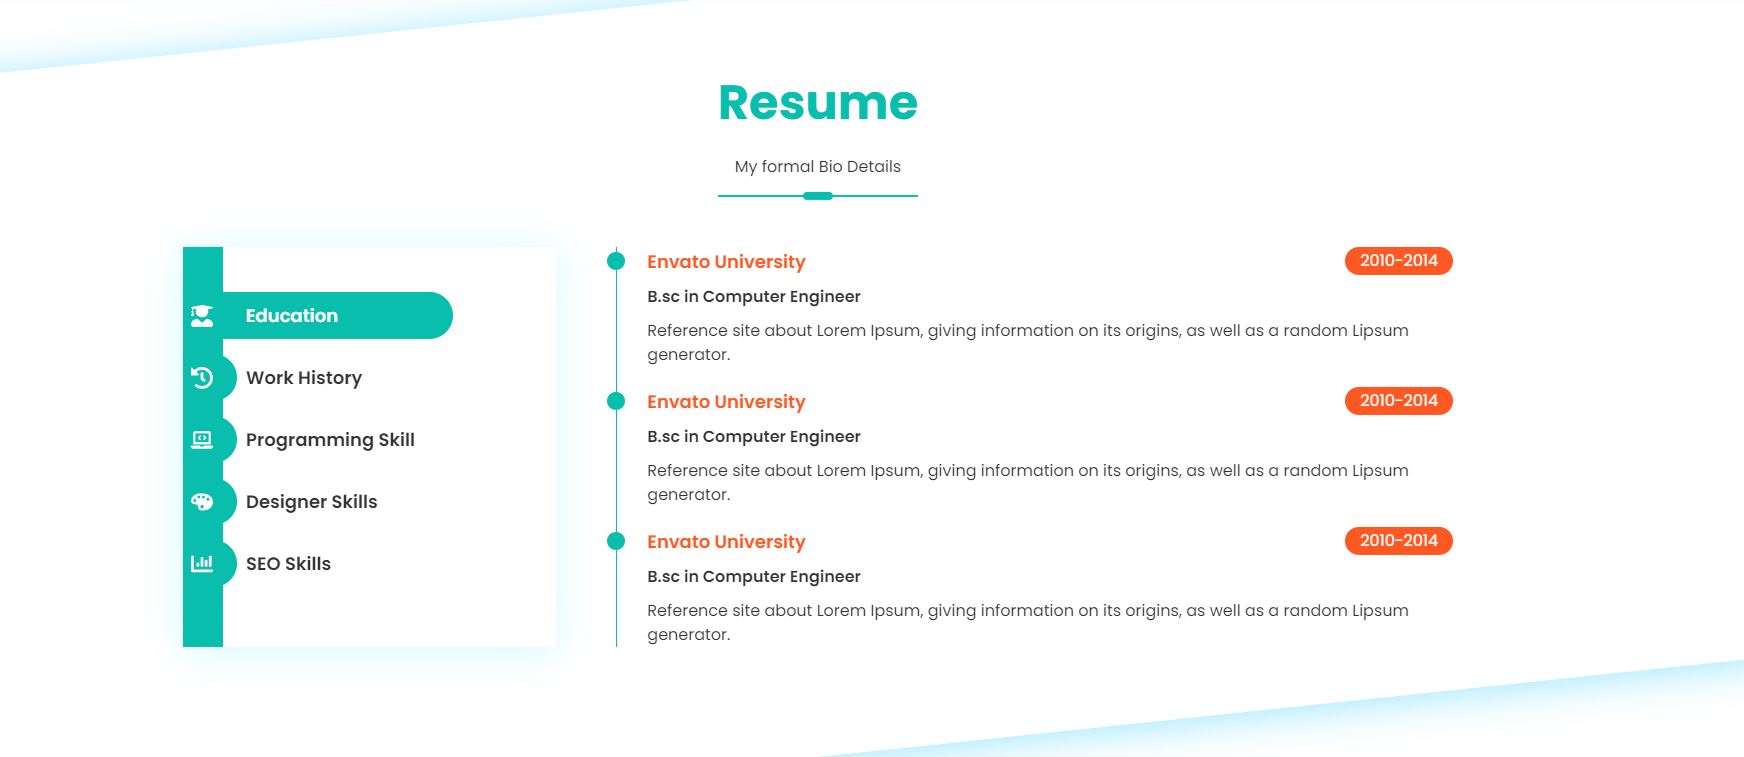 Resume
My formal Bio Details
Education
Work History
Programming Skill
Designer Skills
SEO Skills
Envato University 2010-2014
B.sc in Computer Engineer
Reference site about Lorem Ipsum, giving information on its origins, as well as a random Lipsum
generator.
Envato University 2010-2014
B.sc in Computer Engineer
Reference site about Lorem Ipsum, giving information on its origins, as well as a random Lipsum
generator.
Envato University 2010-2014
B.sc in Computer Engineer
Reference site about Lorem Ipsum, giving information on its origins, as well as a random Lipsum
generator.